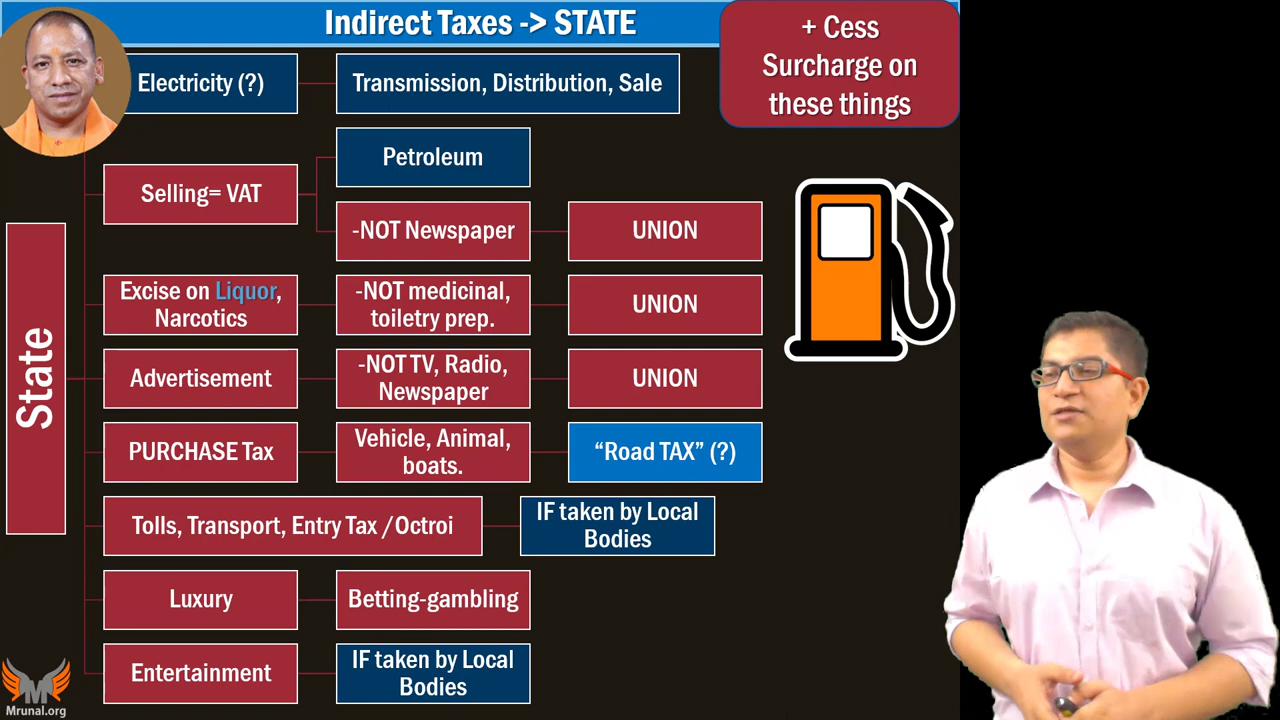 Indirect Taxes -> STATE
+ Cess
Surcharge on
these things
Electricity (?)
Transmission, Distribution, Sale
Petroleum
Selling= VAT
-NOT Newspaper
UNION
Excise on Liquor,
Narcotics
-NOT medicinal,
toiletry prep.
UNION
Advertisement
-NOT TV, Radio,
Newspaper
UNION
State
PURCHASE Tax
Vehicle, Animal,
boats.
“Road TAX” (?)
Tolls, Transport, Entry Tax /Octroi
IF taken by Local
Bodies
Luxury
Betting-gambling
Entertainment
IF taken by Local
Bodies
M
Mrunal.org